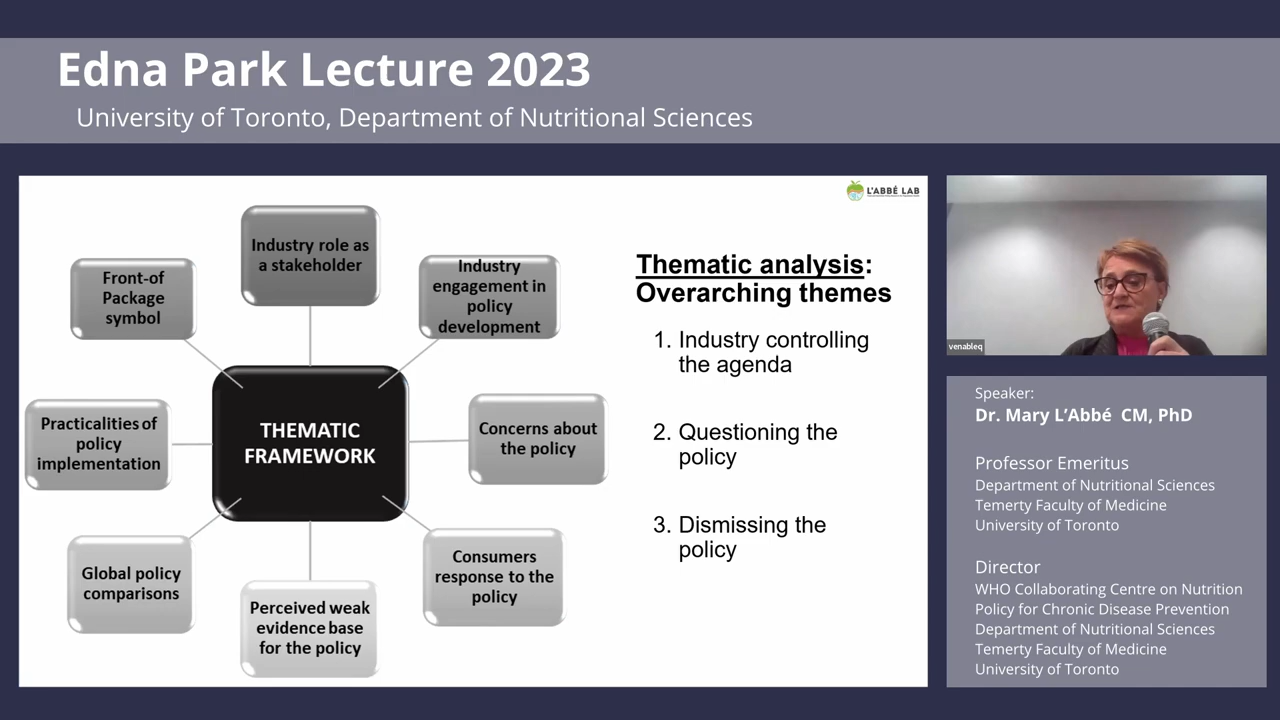 Edna Park Lecture 2023
University of Toronto, Department of Nutritional Sciences
L'ABBÉ LAB
Industry role as
a stakeholder
Front-of
Package
symbol
Industry
engagement in
policy
development
Practicalities of
policy
implementation
THEMATIC
FRAMEWORK
Concerns about
the policy
Global policy
comparisons
Perceived weak
evidence base
for the policy
Consumers
response to the
policy
Thematic analysis:
Overarching themes
1. Industry controlling
the agenda
2. Questioning the
policy
3. Dismissing the
policy
venableq
Speaker:
Dr. Mary L'Abbé CM, PhD
Professor Emeritus
Department of Nutritional Sciences
Temerty Faculty of Medicine
University of Toronto
Director
WHO Collaborating Centre on Nutrition
Policy for Chronic Disease Prevention
Department of Nutritional Sciences
Temerty Faculty of Medicine
University of Toronto